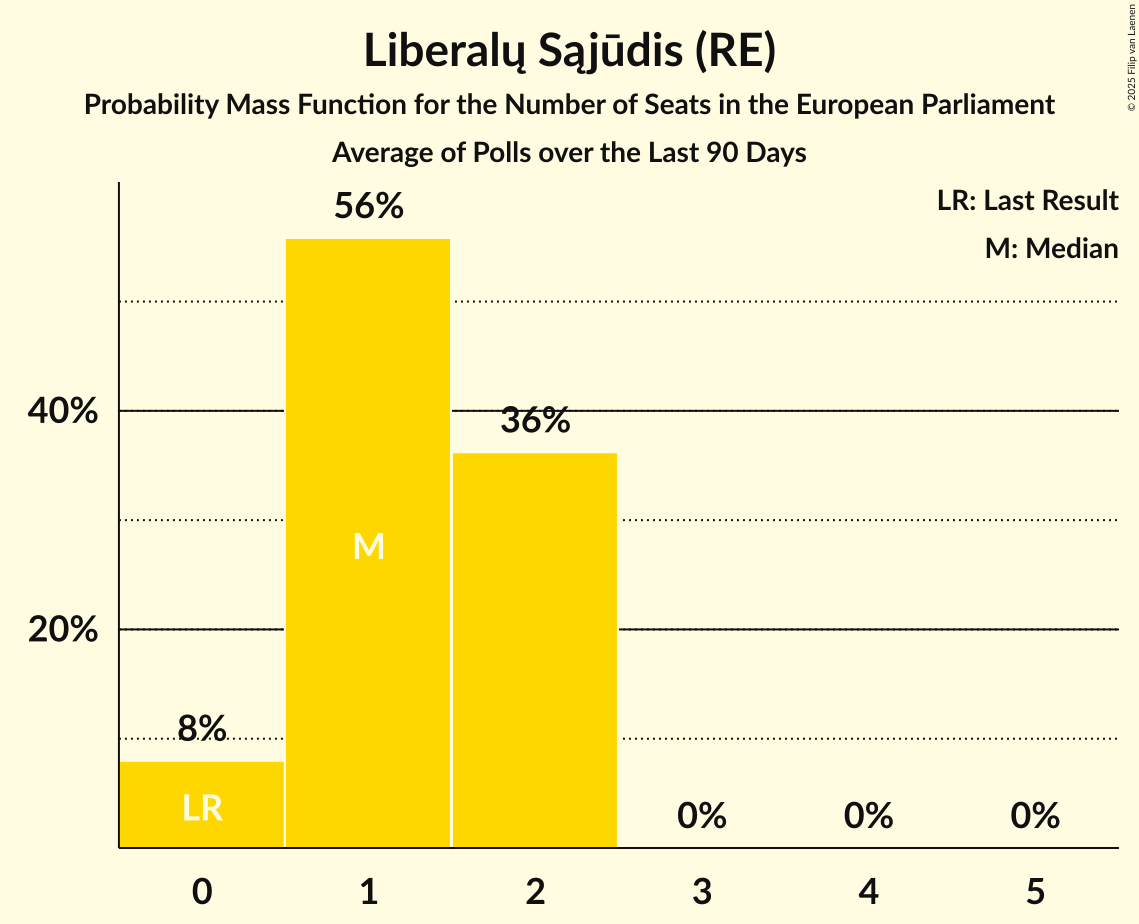 Liberalų Sąjūdis (RE)
Probability Mass Function for the Number of Seats in the European Parliament
Average of Polls over the Last 90 Days
© 2025 Filip van Laenen
LR: Last Result
M: Median
56%
40%
36%
M
20%
8%
LR
0%
0%
0%
0
1
2
3
4
5